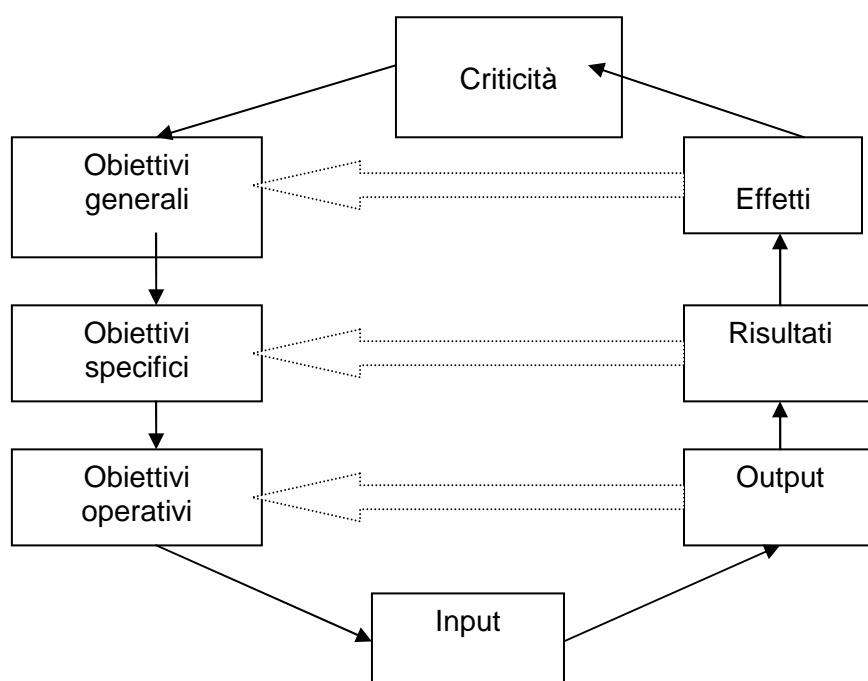 Criticità
Obiettivi
generali
Effetti
Obiettivi
specifici
Risultati
Obiettivi
operativi
Output
Input